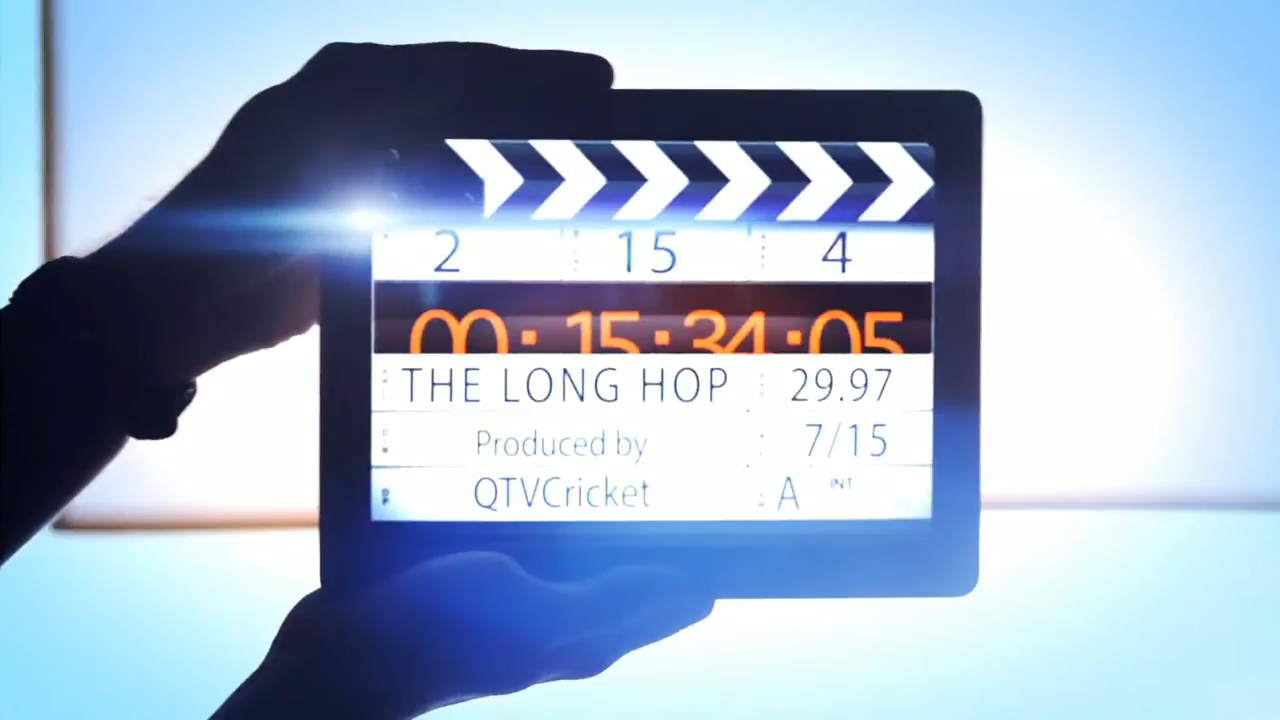 2 15 4
00:15:34:05
THE LONG HOP 29.97
Produced by 7/15
QTVCricket A INT